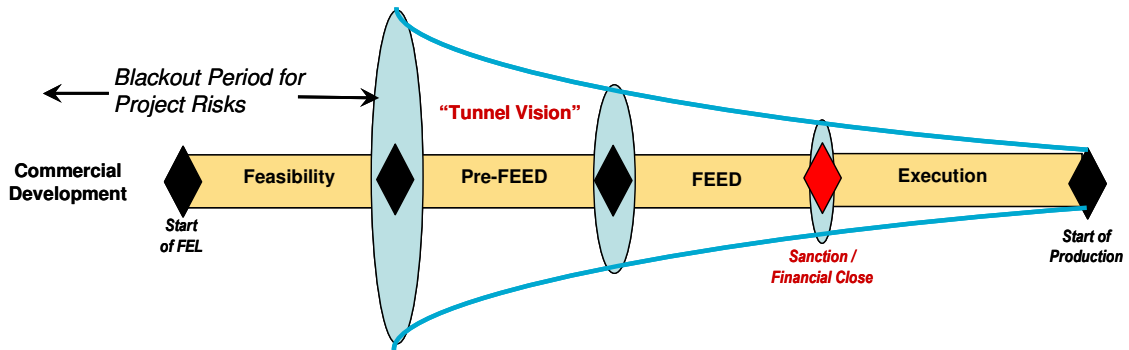 Blackout Period for
Project Risks
“Tunnel Vision”
Commercial
Development
Feasibility
Pre-FEED
FEED
Execution
Start
of FEL
Sanction /
Financial Close
Start of
Production